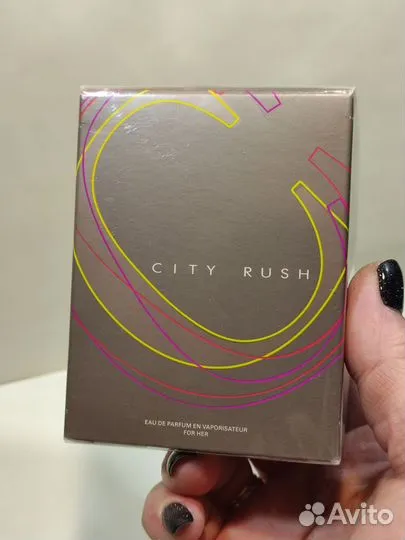 CITY RUSH
EAU DE PARFUM EN VAPORISATEUR
FOR HER
Avito